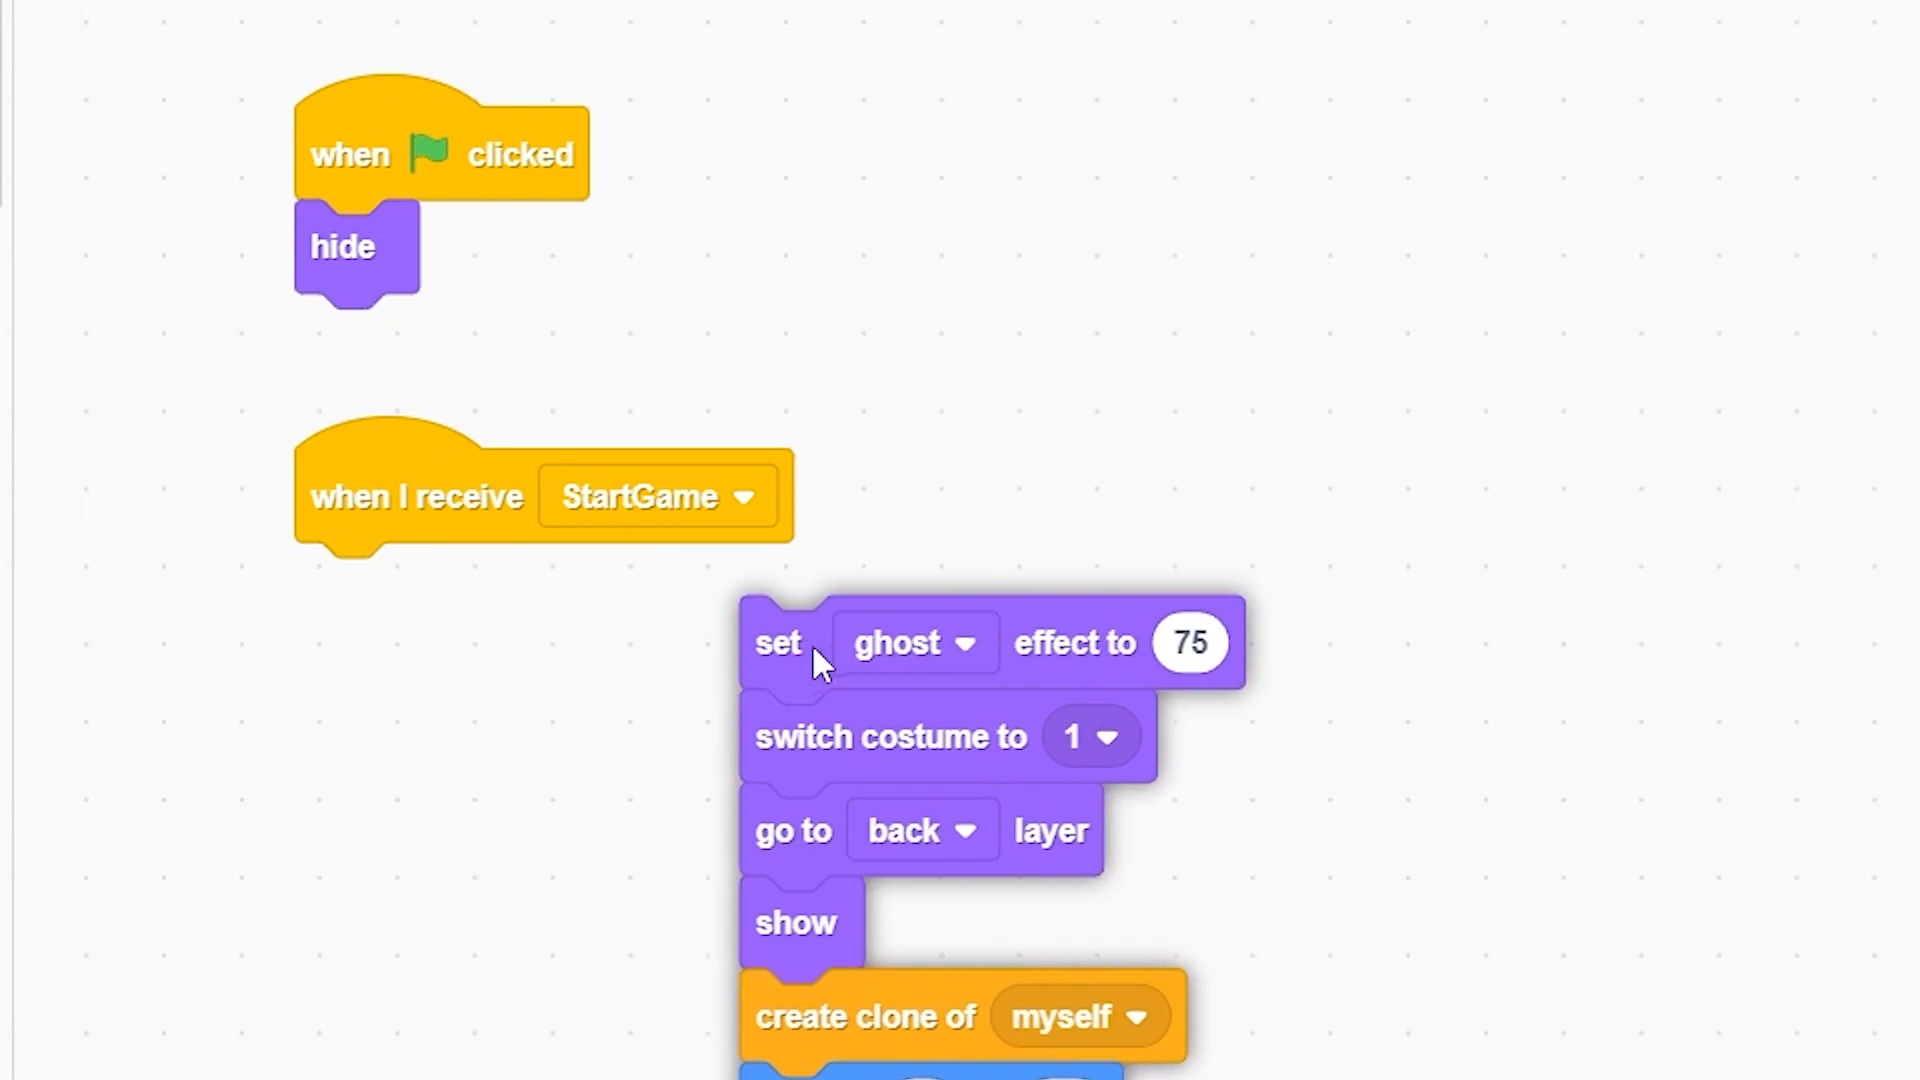 when clicked
hide
when I receive StartGame
set ghost effect to 75
switch costume to 1
go to back layer
show
create clone of myself